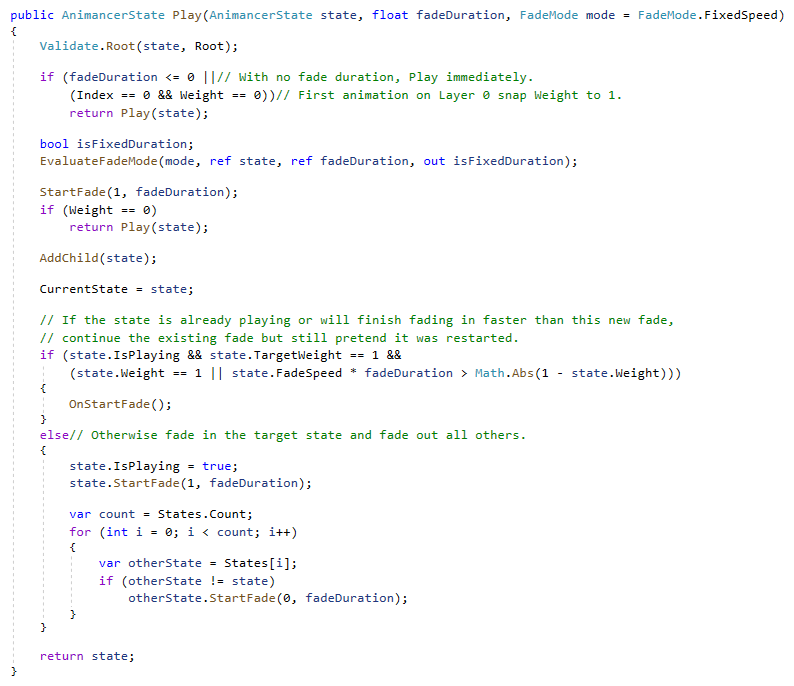 public AnimancerState Play(AnimancerState state, float fadeDuration, FadeMode mode = FadeMode.FixedSpeed)
{
    Validate.Root(state, Root);

    if (fadeDuration <= 0 ||// With no fade duration, Play immediately.
        (Index == 0 && Weight == 0))// First animation on Layer 0 snap Weight to 1.
        return Play(state);

    bool isFixedDuration;
    EvaluateFadeMode(mode, ref state, ref fadeDuration, out isFixedDuration);

    StartFade(1, fadeDuration);
    if (Weight == 0)
        return Play(state);

    AddChild(state);

    CurrentState = state;

    // If the state is already playing or will finish fading in faster than this new fade,
    // continue the existing fade but still pretend it was restarted.
    if (state.IsPlaying && state.TargetWeight == 1 &&
        (state.Weight == 1 || state.FadeSpeed * fadeDuration > Math.Abs(1 - state.Weight)))
    {
        OnStartFade();
    }
    else// Otherwise fade in the target state and fade out all others.
    {
        state.IsPlaying = true;
        state.StartFade(1, fadeDuration);

        var count = States.Count;
        for (int i = 0; i < count; i++)
        {
            var otherState = States[i];
            if (otherState != state)
                otherState.StartFade(0, fadeDuration);
        }
    }

    return state;
}